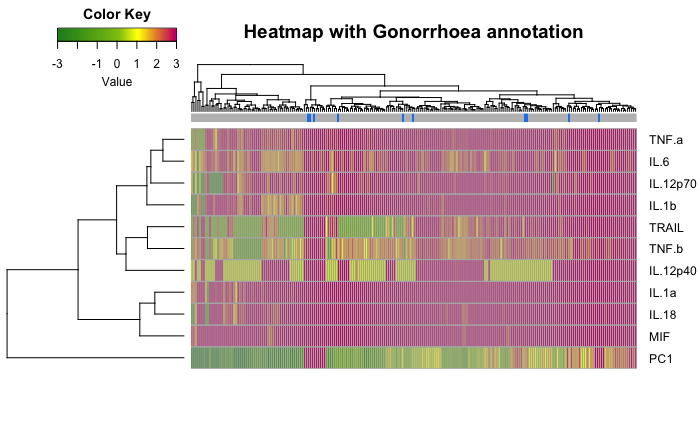 Color Key
-3 -1 0 1 2 3
Value
Heatmap with Gonorrhoea annotation
TNF.a
IL.6
IL.12p70
IL.1b
TRAIL
TNF.b
IL.12p40
IL.1a
IL.18
MIF
PC1